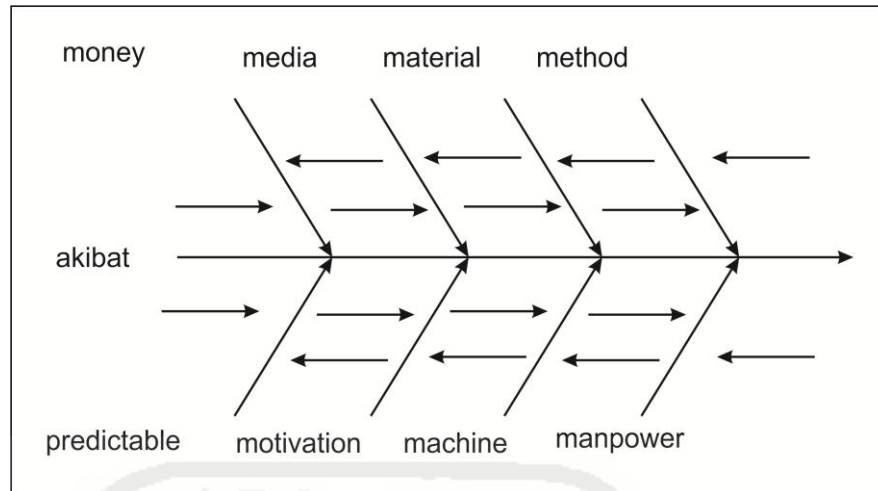 money media material method
akibat
predictable motivation machine manpower